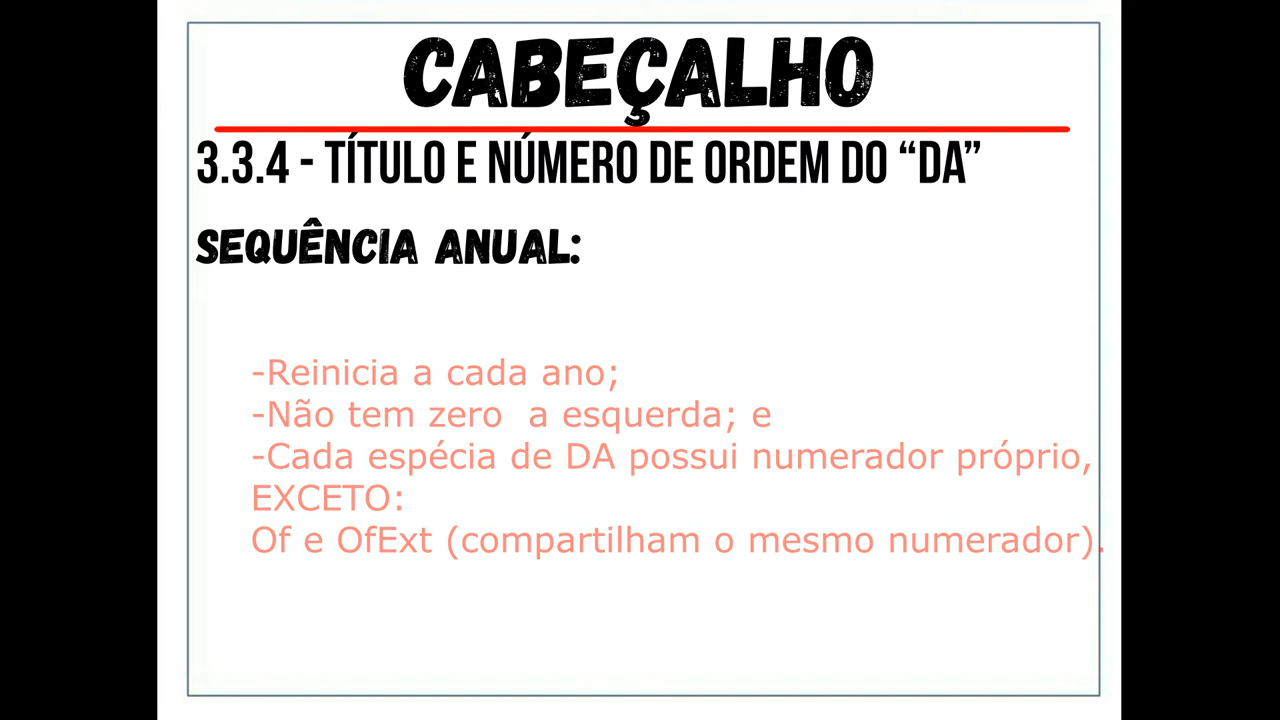 CABEÇALHO
3.3.4 - TÍTULO E NÚMERO DE ORDEM DO “DA”
SEQUÊNCIA ANUAL:
-Reinicia a cada ano;
-Não tem zero  a esquerda; e
-Cada espécia de DA possui numerador próprio,
EXCETO:
Of e OfExt (compartilham o mesmo numerador).